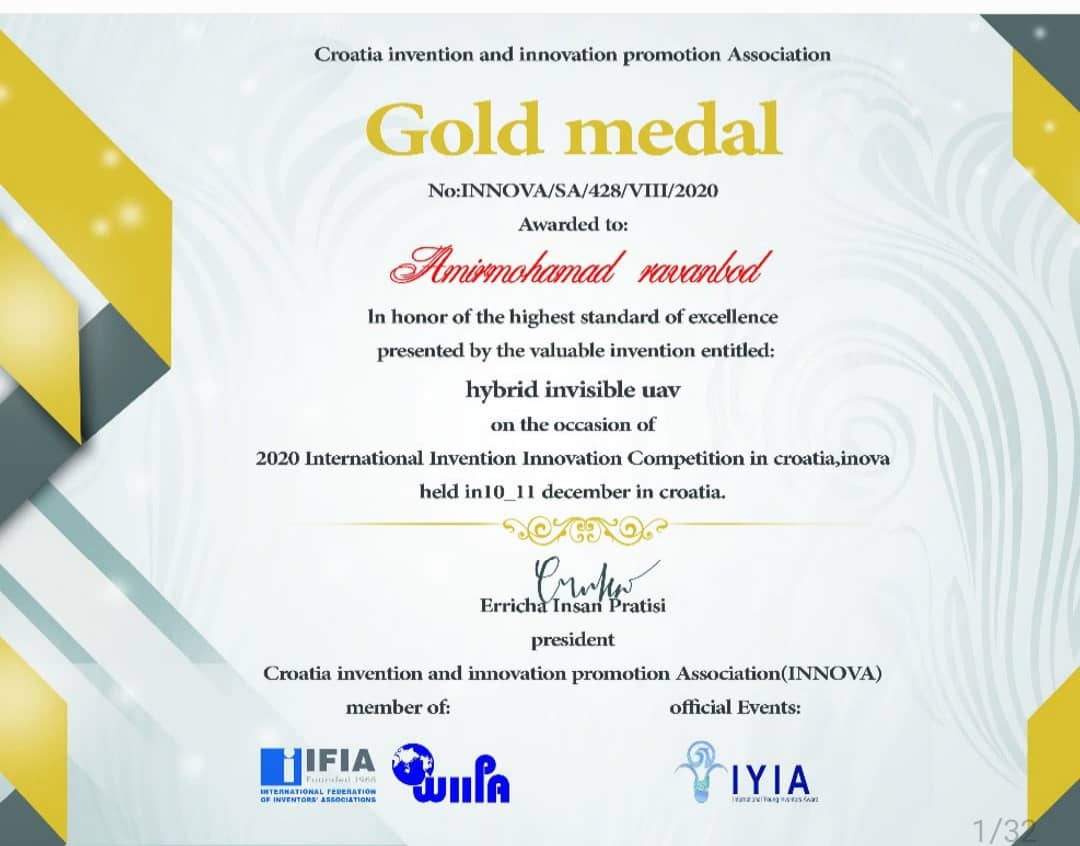 Croatia invention and innovation promotion Association
Gold medal
No:INNOVA/SA/428/VIII/2020
Awarded to:
Amirmohamad ravanbod
In honor of the highest standard of excellence
presented by the valuable invention entitled:
hybrid invisible uav
on the occasion of
2020 International Invention Innovation Competition in croatia,inova
held in10_11 december in croatia.
Erricha Insan Pratisi
president
Croatia invention and innovation promotion Association(INNOVA)
member of:
official Events:
IFIA
Founded 1968
INTERNATIONAL FEDERATION
OF INVENTORS' ASSOCIATIONS
WIIPA
IYIA
International Young Inventors Award
1/32